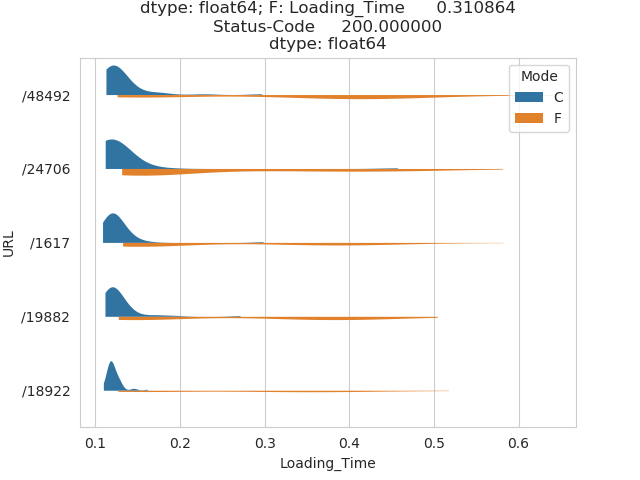 dtype: float64; F: Loading_Time 0.310864
Status-Code 200.000000
dtype: float64
Mode
C
F
/48492
/24706
/1617
/19882
/18922
URL
0.1 0.2 0.3 0.4 0.5 0.6
Loading_Time